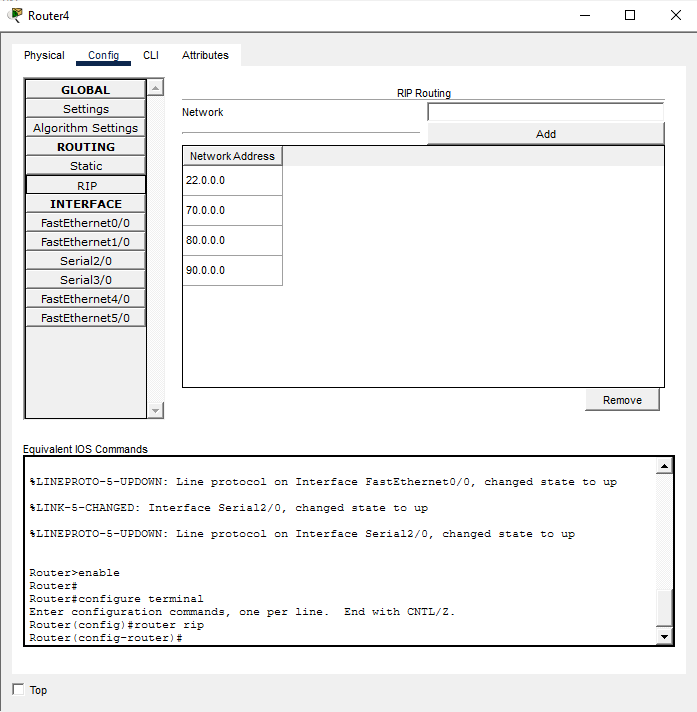 Router4
Physical Config CLI Attributes
GLOBAL
Settings
Algorithm Settings
ROUTING
Static
RIP
INTERFACE
FastEthernet0/0
FastEthernet1/0
Serial2/0
Serial3/0
FastEthernet4/0
FastEthernet5/0
RIP Routing
Network
Add
Network Address
22.0.0.0
70.0.0.0
80.0.0.0
90.0.0.0
Remove
Equivalent IOS Commands
%LINEPROTO-5-UPDOWN: Line protocol on Interface FastEthernet0/0, changed state to up
%LINK-5-CHANGED: Interface Serial2/0, changed state to up
%LINEPROTO-5-UPDOWN: Line protocol on Interface Serial2/0, changed state to up
Router>enable
Router#
Router#configure terminal
Enter configuration commands, one per line.  End with CNTL/Z.
Router(config)#router rip
Router(config-router)#
Top